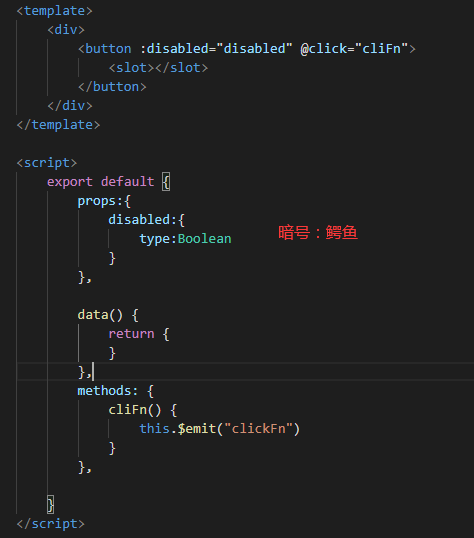 <template>
<div>
<button :disabled="disabled" @click="cliFn">
<slot></slot>
</button>
</div>
</template>
<script>
export default {
props:{
disabled:{
type:Boolean
暗号：鳄鱼
}
},
data() {
return {
}
},
methods: {
cliFn() {
this.$emit("clickFn")
}
},
}
</script>